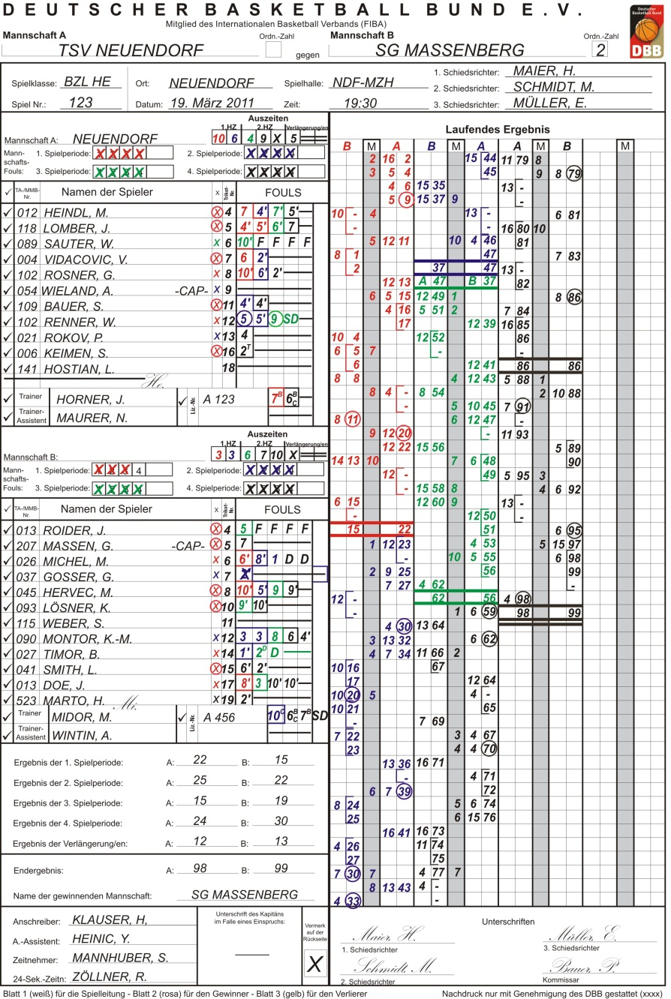 DEUTSCHER BASKETBALL BUND E.V.
Mitglied des Internationalen Basketball Verbands (FIBA)
Mannschaft A Ordn.-Zahl Mannschaft B Ordn.-Zahl
TSV NEUENDORF gegen SG MASSENBERG 2
Deutscher Basketball Bund
DBB
Spielklasse: BZL HE Ort: NEUENDORF Spielhalle: NDF-MZH 1. Schiedsrichter: MAIER, H.
2. Schiedsrichter: SCHMIDT, M.
Spiel Nr.: 123 Datum: 19. März 2011 Zeit: 19:30 3. Schiedsrichter: MÜLLER, E.
Auszeiten
1.HZ 2.HZ Verlängerung/en
Mannschaft A: NEUENDORF 10 6 4 9 X 5
Mannschafts-Fouls: 1. Spielperiode: X X X X 2. Spielperiode: X X X X
3. Spielperiode: X X X X 4. Spielperiode: X X X X
✓ TA-/MMB-Nr. Namen der Spieler x Trikot-Nr. FOULS
✓ 012 HEINDL, M. X 4 7 4' 7' 5'
✓ 118 LOMBER, J. X 5 4' 5' 6' 7
✓ 089 SAUTER, W. x 6 10' F F F F
✓ 004 VIDACOVIC, V. X 7 6 2'
✓ 102 ROSNER, G. x 8 10' 6' 2'
✓ 054 WIELAND, A. -CAP- x 9
✓ 109 BAUER, S. X 11 4' 4'
✓ 102 RENNER, W. x 12 5 5' 9 SD
✓ 021 ROKOV, P. x 13 4
✓ 006 KEIMEN, S. X 16 2T
✓ 141 HOSTIAN, L. 18
Ho.
✓ Trainer HORNER, J. ✓ Liz.-Nr. A 123 7B 6BC
✓ Trainer-Assistent MAURER, N.
Auszeiten
1.HZ 2.HZ Verlängerung/en
Mannschaft B: 3 3 6 7 10 X
Mannschafts-Fouls: 1. Spielperiode: X X X 4 2. Spielperiode: X X X X
3. Spielperiode: X X X X 4. Spielperiode: X X X X
✓ TA-/MMB-Nr. Namen der Spieler x Trikot-Nr. FOULS
✓ 013 ROIDER, J. X 4 5 F F F F
✓ 207 MASSEN, G. -CAP- X 5 7
✓ 026 MICHEL, M. x 6 6' 8' 1 D D
✓ 037 GOSSER, G. x 7 X
✓ 045 HERVEC, M. X 8 10' 5' 9 9'
✓ 093 LÖSNER, K. X 10 9' 10'
✓ 115 WEBER, S. 11
✓ 090 MONTOR, K.-M. x 12 3 3 8 6 4'
✓ 027 TIMOR, B. x 14 1' 2D D
✓ 041 SMITH, L. X 15 6' 2'
✓ 013 DOE, J. x 17 8' 3 10' 10'
✓ 523 MARTO, H. x 19 2'
Mi.
✓ Trainer MIDOR, M. ✓ Liz.-Nr. A 456 10C 6BC 7B SD
✓ Trainer-Assistent WINTIN, A.
Ergebnis der 1. Spielperiode: A: 22 B: 15
Ergebnis der 2. Spielperiode: A: 25 B: 22
Ergebnis der 3. Spielperiode: A: 15 B: 19
Ergebnis der 4. Spielperiode: A: 24 B: 30
Ergebnis der Verlängerung/en: A: 12 B: 13
Endergebnis: A: 98 B: 99
Name der gewinnenden Mannschaft: SG MASSENBERG
Anschreiber: KLAUSER, H,
A.-Assistent: HEINIC, Y.
Zeitnehmer: MANNHUBER, S.
24-Sek.-Zeitn: ZÖLLNER, R.
Unterschrift des Kapitäns
im Falle eines Einspruchs:
Vermerk
auf der
Rückseite
X
Laufendes Ergebnis
B M A B M A A M B M
2 16 2 15 44 11 79 8
3 5 4 45 9 8 79
4 6 15 35 13 -
5 9 15 37 9 -
10 - 4 13 - 6 81
- - 16 80 10
5 12 11 10 4 46 81
8 1 47 7 83
2 37 47 13 -
12 13 A 47 B 37 82
6 5 15 12 49 1 8 86
4 16 5 51 2 7 84
17 12 39 16 85
10 4 12 52 86
6 5 7 - -
6 12 41 86 86
8 8 4 12 43 5 88 1
8 4 - 8 54 2 10 88
- 5 10 45 7 91
8 11 6 12 47 -
9 12 20 - 11 93
12 22 15 56 5 89
14 13 10 7 6 48 90
12 - 49 5 95 3
- 15 58 8 4 6 92
6 15 12 60 9 13 -
- 12 50 -
15 22 51 6 95
1 12 23 4 53 5 15 97
- 10 5 55 6 98
2 9 25 56 99
7 27 4 62 -
12 - 62 56 4 98
- 1 6 59 98 99
4 30 13 64
3 13 32 6 62
4 7 34 11 66 2
10 16 67
17 12 64
10 20 5 4 -
10 21 65
- 7 69
7 22 3 4 67
23 4 4 70
13 36 16 71
- 4 71
6 7 39 72
8 24 5 6 74
25 6 15 76
16 41 16 73
4 26 11 74
27 75
7 30 7 4 77 7
8 13 43 4 -
4 33 -
Unterschriften
Maier, H. Müller, E.
1. Schiedsrichter 3. Schiedsrichter
Schmidt, M. Bauer, P.
2. Schiedsrichter Kommissar
Blatt 1 (weiß) für die Spielleitung - Blatt 2 (rosa) für den Gewinner - Blatt 3 (gelb) für den Verlierer Nachdruck nur mit Genehmigung des DBB gestattet (xxxx)